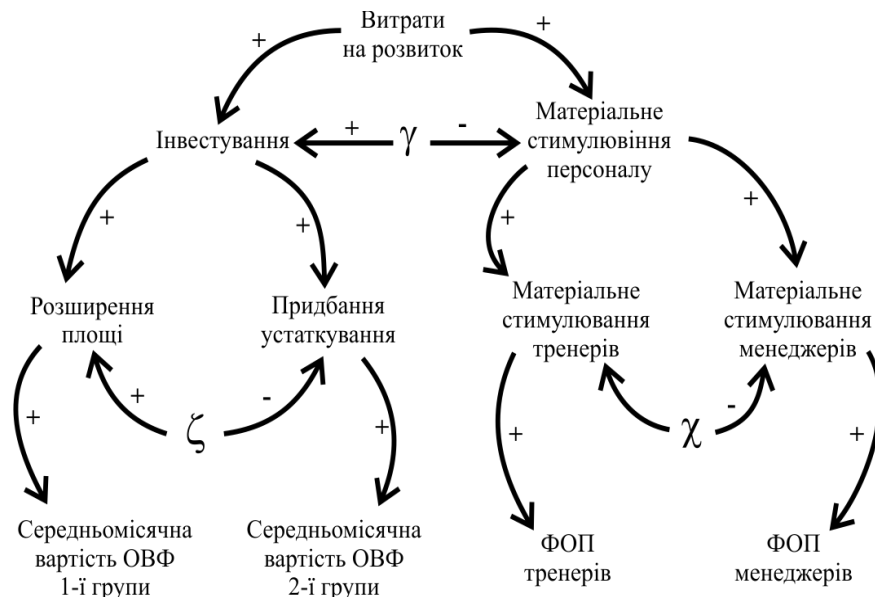 Витрати
на розвиток
+
+
Інвестування
+
γ
-
Матеріальне
стимулювіння
персоналу
+
+
+
+
Розширення
площі
Придбання
устаткування
Матеріальне
стимулювання
тренерів
Матеріальне
стимулювання
менеджерів
+
+
ζ
-
+
+
χ
-
+
Середньомісячна
вартість ОВФ
1-ї групи
Середньомісячна
вартість ОВФ
2-ї групи
ФОП
тренерів
ФОП
менеджерів